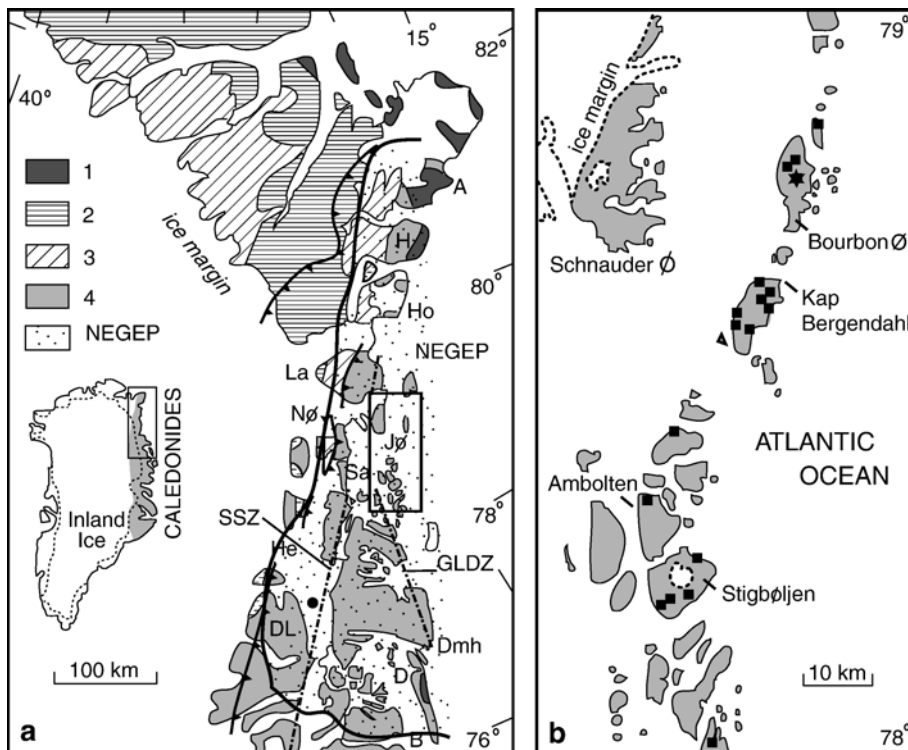 15°
82°
40°
1
2
3
4
NEGEP
ice margin
A
H
80°
Ho
NEGEP
La
Nø
Jø
Sa
CALEDONIDES
Inland
Ice
SSZ
78°
He
GLDZ
DL
Dmh
D
100 km
B
76°
a
79°
ice margin
Bourbon Ø
Schnauder Ø
Kap
Bergendahl
ATLANTIC
OCEAN
Ambolten
Stigbøljen
10 km
78°
b